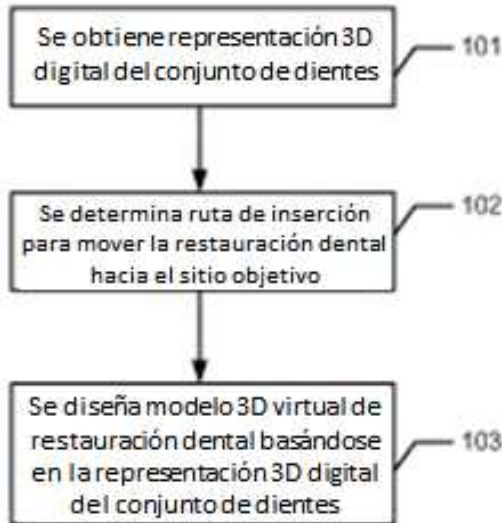 Se obtiene representación 3D
digital del conjunto de dientes
101
Se determina ruta de inserción
para mover la restauración dental
hacia el sitio objetivo
102
Se diseña modelo 3D virtual de
restauración dental basándose
en la representación 3D digital
del conjunto de dientes
103